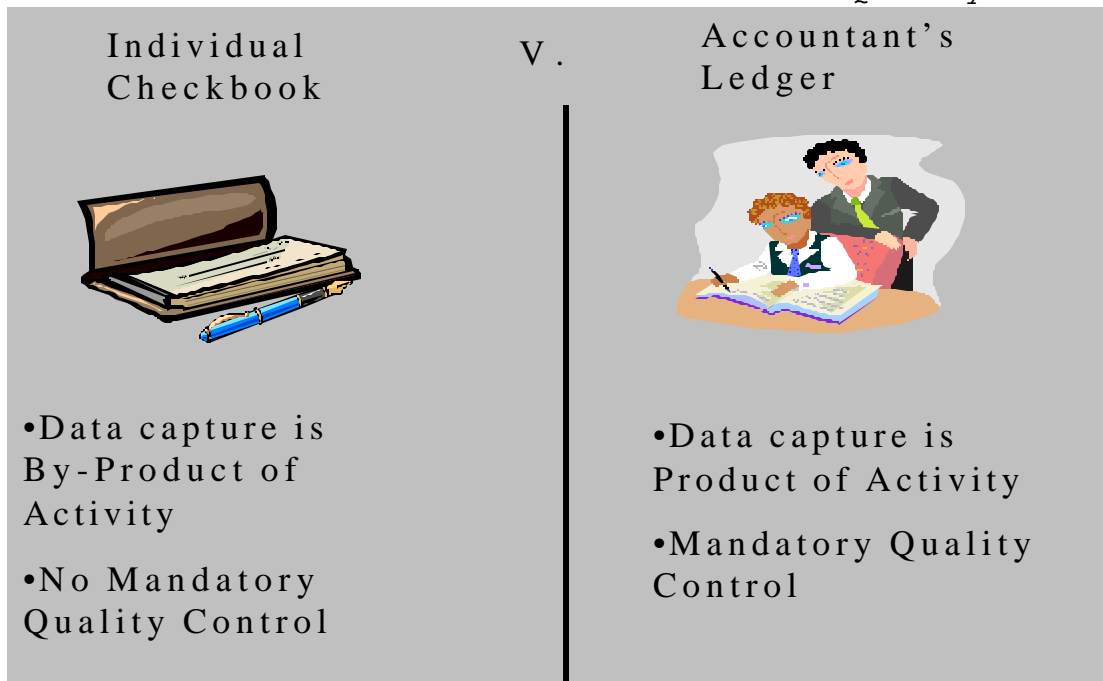 Individual
Checkbook
V.
Accountant's
Ledger
•Data capture is
By-Product of
Activity
•No Mandatory
Quality Control
•Data capture is
Product of Activity
•Mandatory Quality
Control